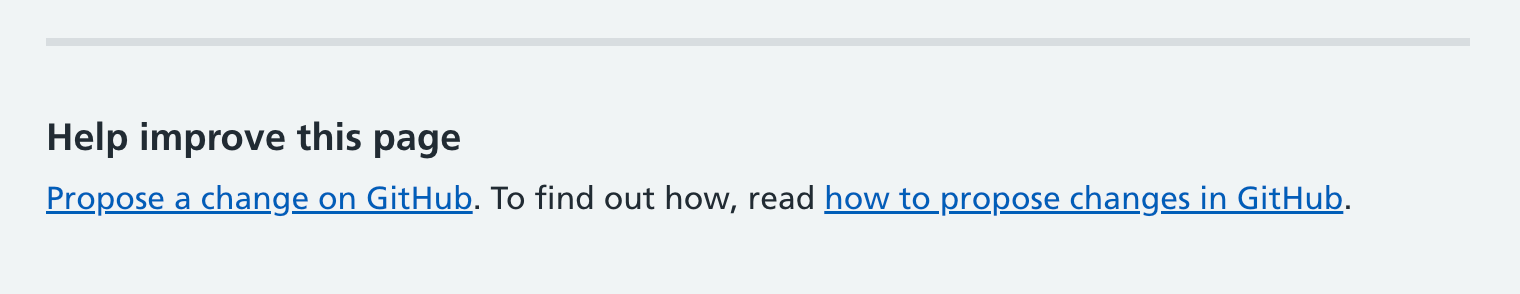 Help improve this page
Propose a change on GitHub. To find out how, read how to propose changes in GitHub.